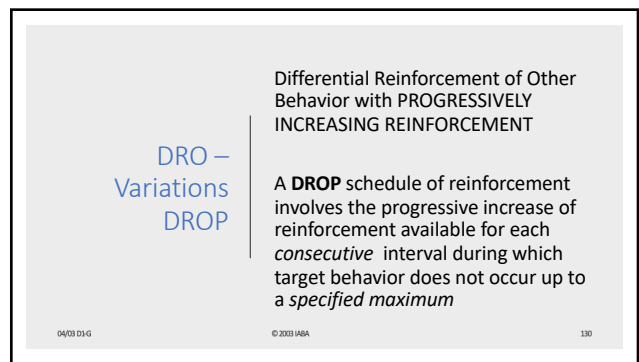 DRO –
Variations
DROP
Differential Reinforcement of Other
Behavior with PROGRESSIVELY
INCREASING REINFORCEMENT
A DROP schedule of reinforcement
involves the progressive increase of
reinforcement available for each
consecutive interval during which
target behavior does not occur up to
a specified maximum
04/03 D1-G
© 2003 IABA
130